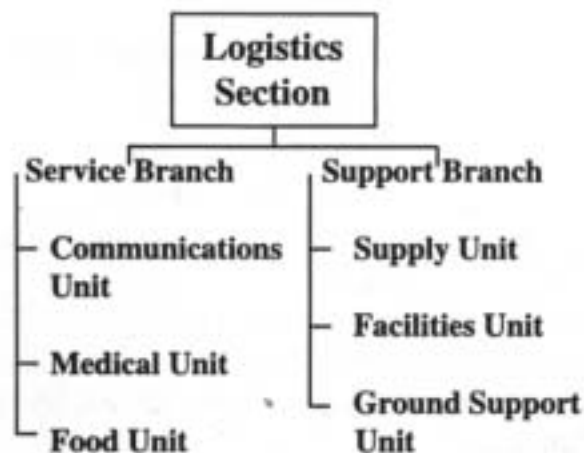 Logistics
Section
Service Branch
Communications
Unit
Medical Unit
Food Unit
Support Branch
Supply Unit
Facilities Unit
Ground Support
Unit